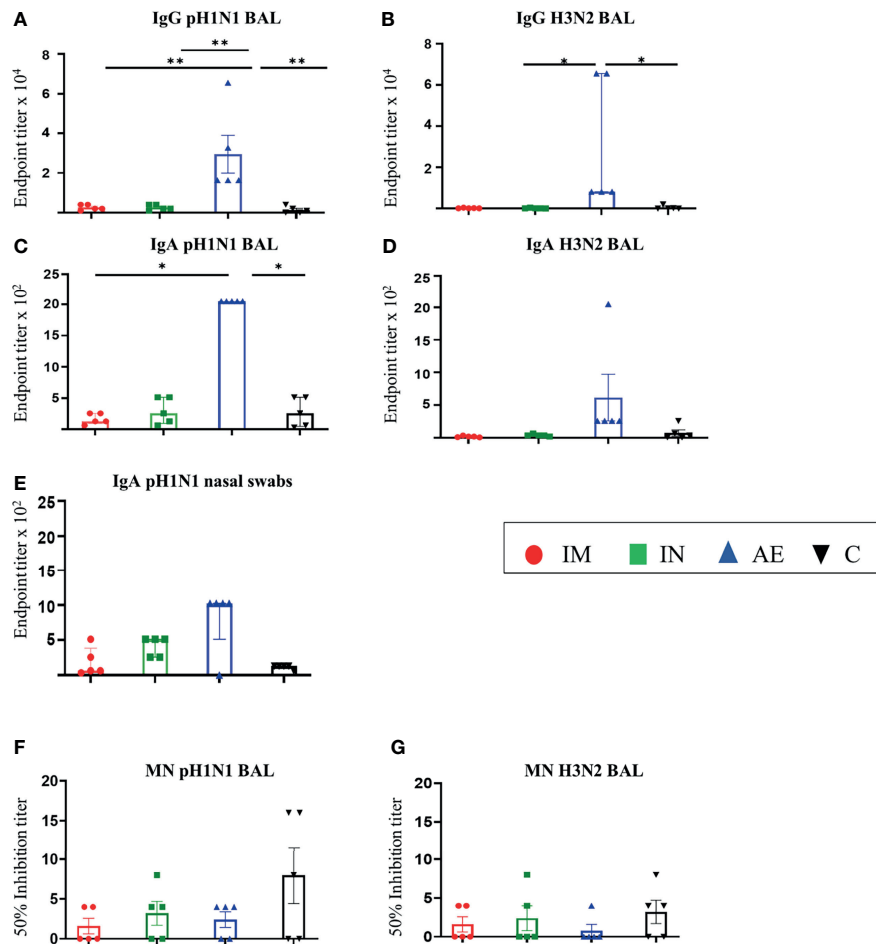 A
IgG pH1N1 BAL
Endpoint titer x 10⁴
8
6
4
2
**
**
**
B
IgG H3N2 BAL
Endpoint titer x 10⁴
8
6
4
2
0
*
*
C
IgA pH1N1 BAL
Endpoint titer x 10²
25
20
15
10
5
0
*
*
D
IgA H3N2 BAL
Endpoint titer x 10²
25
20
15
10
5
E
IgA pH1N1 nasal swabs
Endpoint titer x 10²
25
20
15
10
5
IM IN AE C
F
MN pH1N1 BAL
50% Inhibition titer
20
15
10
5
0
G
MN H3N2 BAL
50% Inhibition titer
20
15
10
5
0